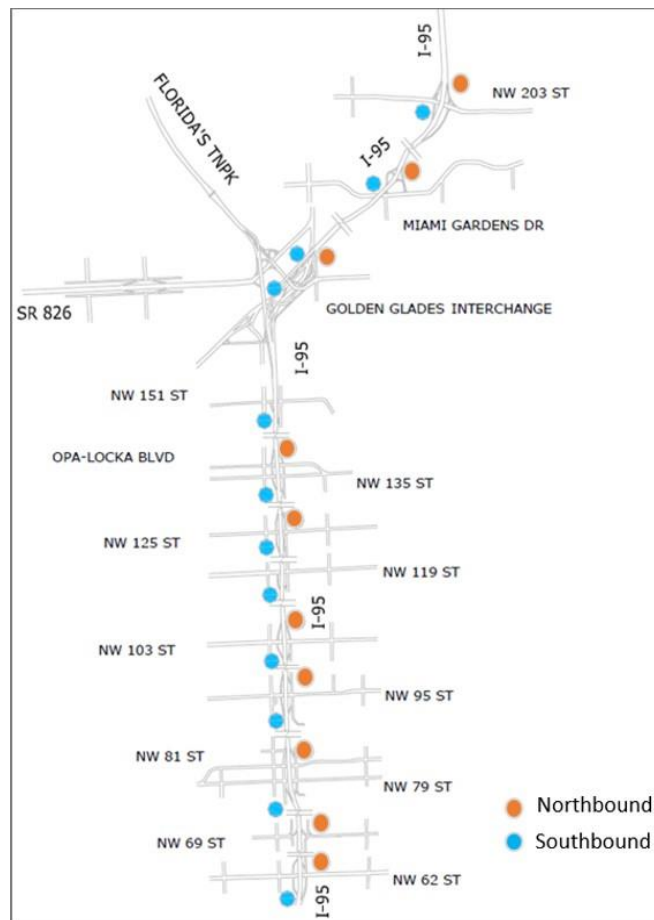 I-95
NW 203 ST
FLORIDA'S TNPK
I-95
MIAMI GARDENS DR
SR 826
GOLDEN GLADES INTERCHANGE
I-95
NW 151 ST
OPA-LOCKA BLVD
NW 135 ST
NW 125 ST
NW 119 ST
I-95
NW 103 ST
NW 95 ST
NW 81 ST
NW 79 ST
Northbound
NW 69 ST
Southbound
NW 62 ST
I-95